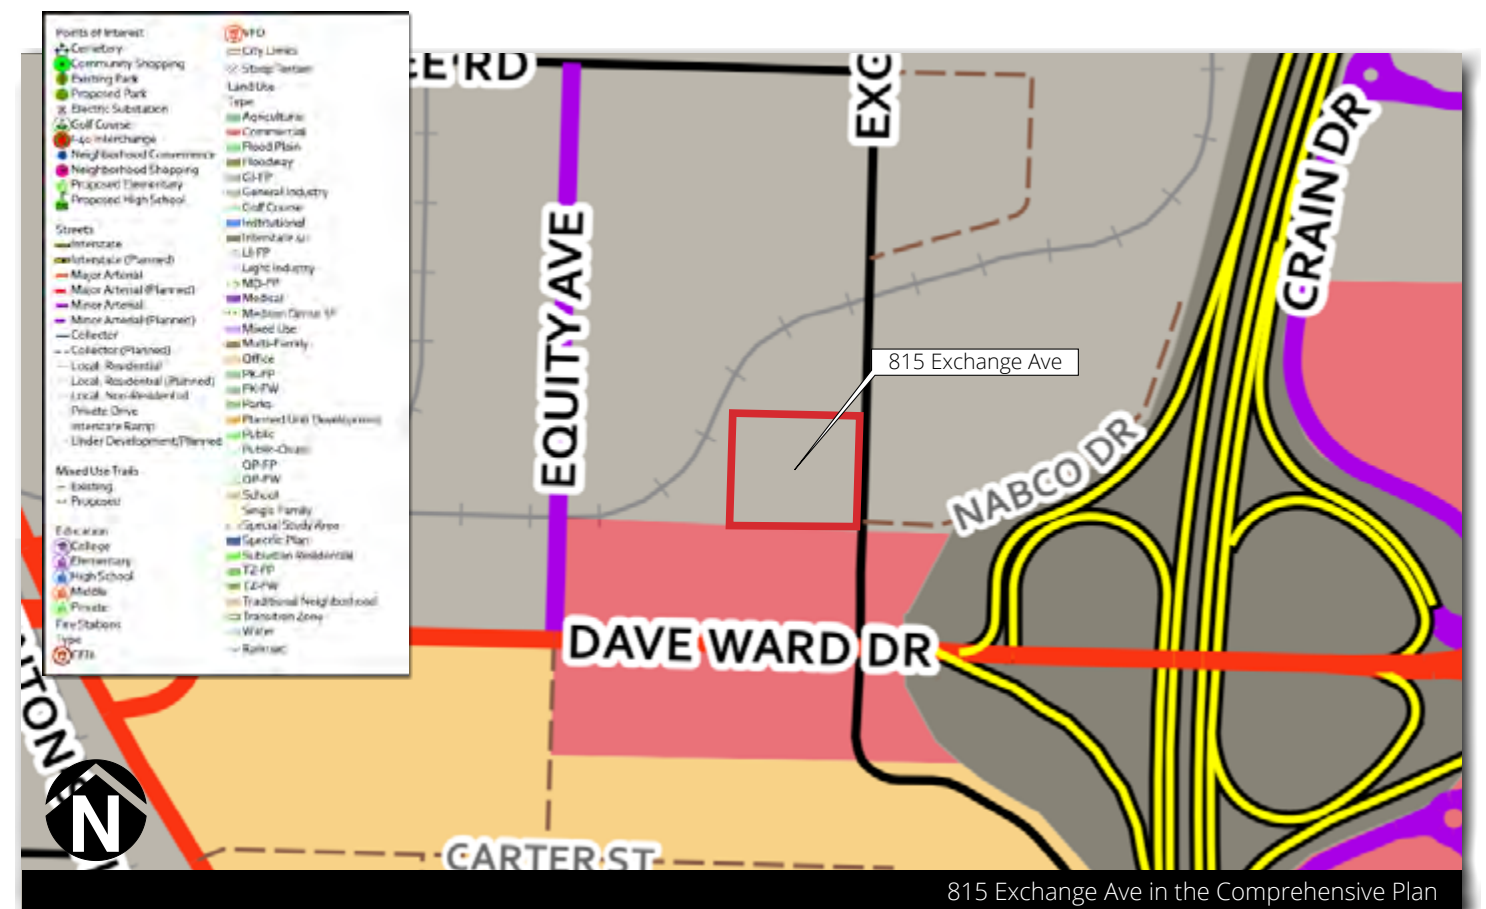 Points of Interest
Cemetery
Community Shopping
Existing Park
Proposed Park
Electric Substation
Golf Course
I-40 Interchange
Neighborhood Convenience
Neighborhood Shopping
Proposed Elementary
Proposed High School
Streets
Interstate
Interstate (Planned)
Major Arterial
Major Arterial (Planned)
Minor Arterial
Minor Arterial (Planned)
Collector
Collector (Planned)
Local, Residential
Local, Residential (Planned)
Local, Non-Residential
Private Drive
Interstate Ramp
Under Development/Planned
Mixed Use Trails
Existing
Proposed
Education
College
Elementary
High School
Middle
Private
Fire Stations
Type
VFD
City Limits
Steep Terrain
Land Use
Type
Agricultural
Commercial
Flood Plain
Floodway
GI-FP
General Industry
Golf Course
Institutional
Interstate 40
LI-FP
Light Industry
MD-FP
Medical
Medium Dense SF
Mixed Use
Multi-Family
Office
PK-FP
PK-FW
Parks
Planned Unit Development
Public
QP-FP
QP-FW
School
Single Family
Special Study Area
Specific Plan
Suburban Residential
TZ-FP
TZ-FW
Traditional Neighborhood
Transition Zone
Water
Railroad
RD
EXC
CRAIN DR
EQUITY AVE
815 Exchange Ave
NABCO DR
DAVE WARD DR
CARTER ST
N
815 Exchange Ave in the Comprehensive Plan